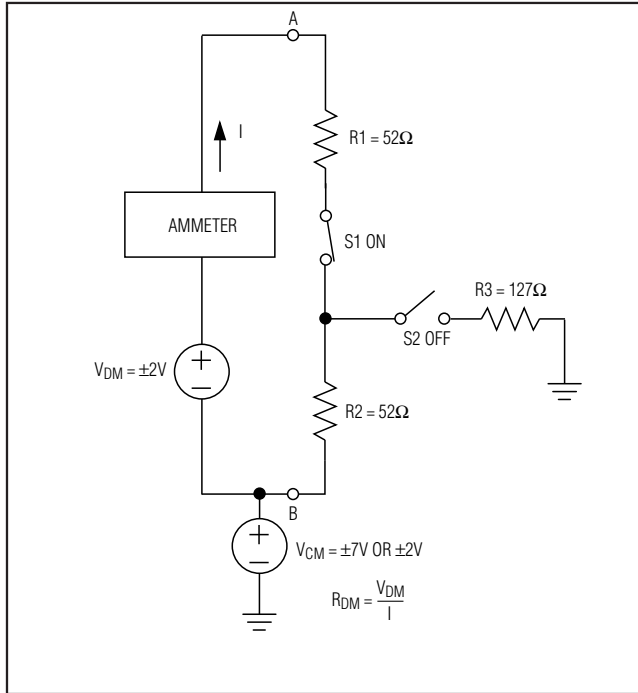 A
I
R1 = 52Ω
AMMETER
S1 ON
R3 = 127Ω
S2 OFF
+
VDM = ±2V
–
R2 = 52Ω
B
+
VCM = ±7V OR ±2V
–
RDM = VDM
I